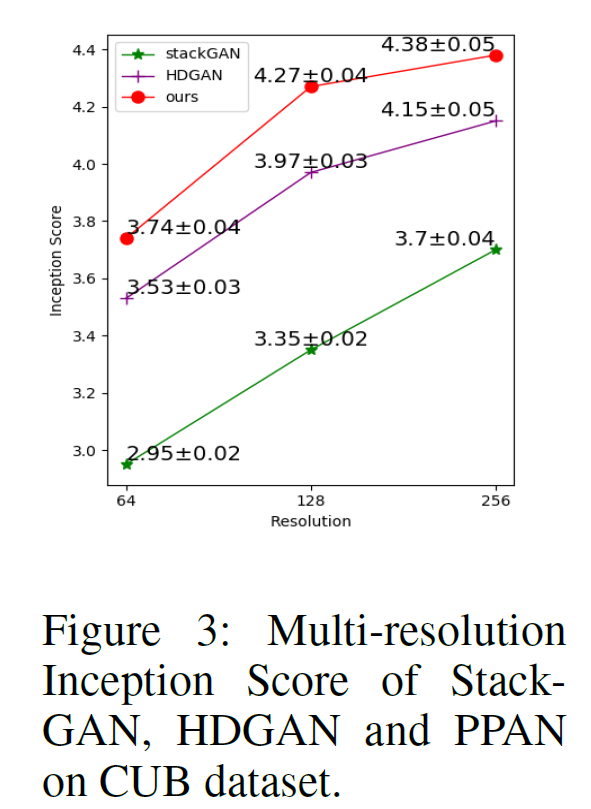 4.38±0.05
4.4
stackGAN
HDGAN
ours
4.27±0.04
4.2
4.15±0.05
4.0
3.97±0.03
3.8
3.74±0.04
3.7±0.04
Inception Score
3.6
3.53±0.03
3.4
3.35±0.02
3.2
3.0
2.95±0.02
64
128
256
Resolution
Figure 3: Multi-resolution
Inception Score of Stack-
GAN, HDGAN and PPAN
on CUB dataset.